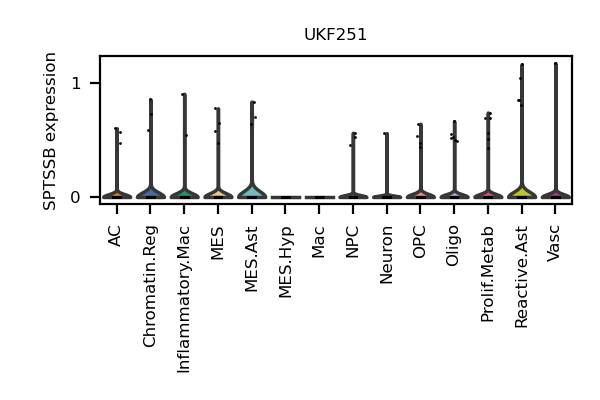 UKF251
SPTSSB expression
1
0
AC
Chromatin.Reg
Inflammatory.Mac
MES
MES.Ast
MES.Hyp
Mac
NPC
Neuron
OPC
Oligo
Prolif.Metab
Reactive.Ast
Vasc